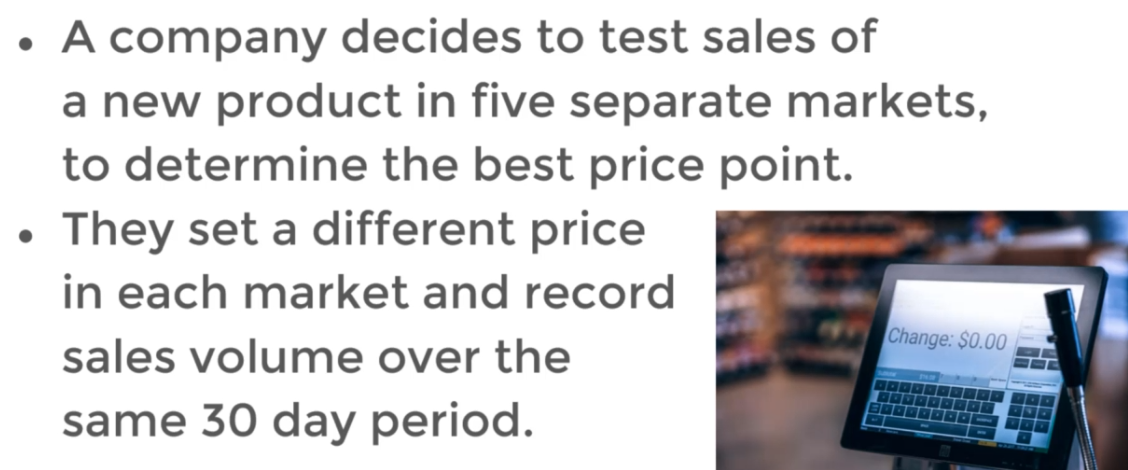 • A company decides to test sales of
a new product in five separate markets,
to determine the best price point.
• They set a different price
in each market and record
sales volume over the
same 30 day period.
Change: $0.00